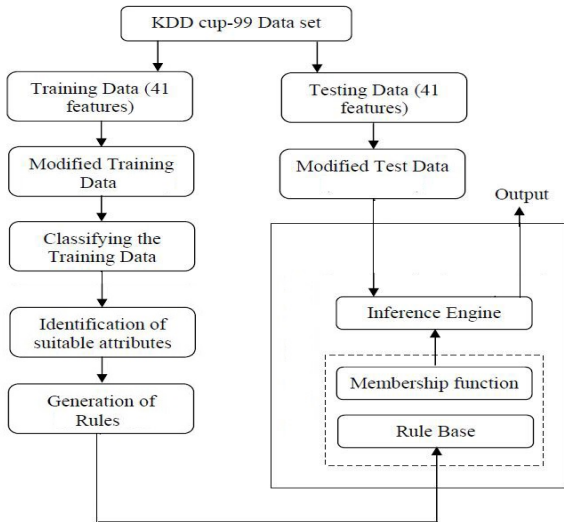 KDD cup-99 Data set
Training Data (41
features)
Testing Data (41
features)
Modified Training
Data
Modified Test Data
Output
Classifying the
Training Data
Identification of
suitable attributes
Inference Engine
Generation of
Rules
Membership function
Rule Base